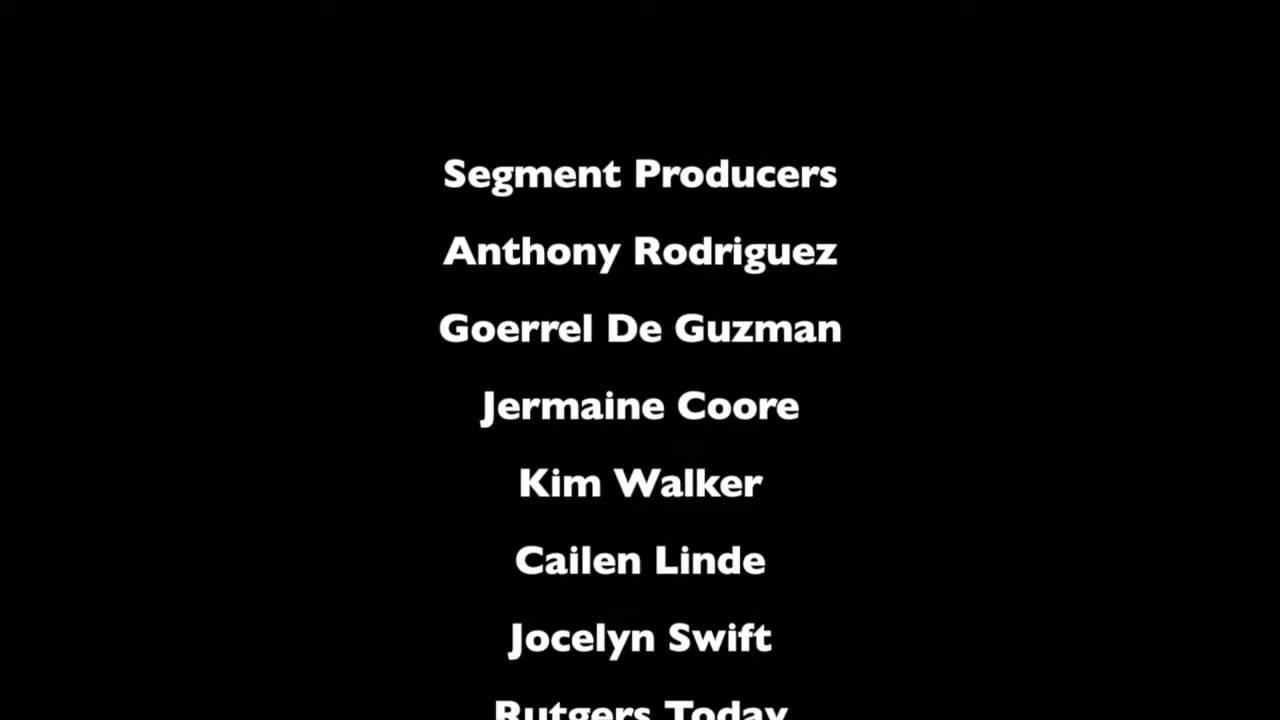 Segment Producers
Anthony Rodriguez
Goerrel De Guzman
Jermaine Coore
Kim Walker
Cailen Linde
Jocelyn Swift
Rutgers Today